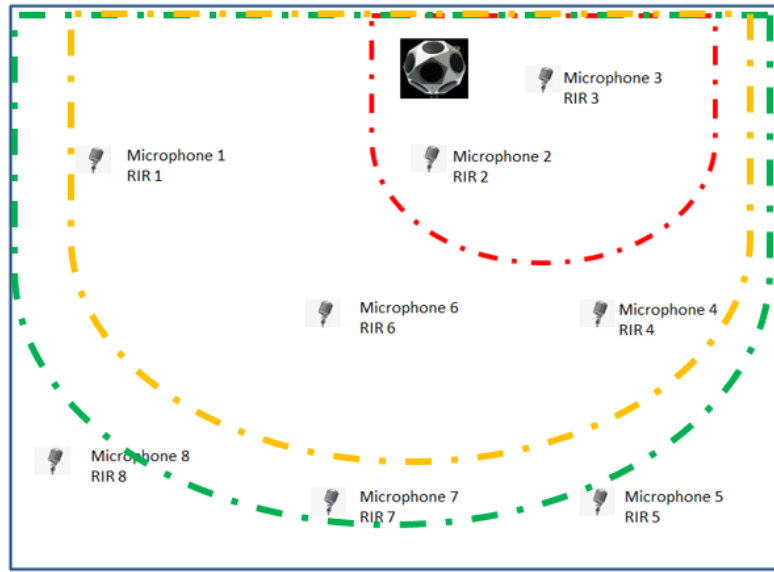 Microphone 3
RIR 3
Microphone 1
RIR 1
Microphone 2
RIR 2
Microphone 6
RIR 6
Microphone 4
RIR 4
Microphone 8
RIR 8
Microphone 7
RIR 7
Microphone 5
RIR 5